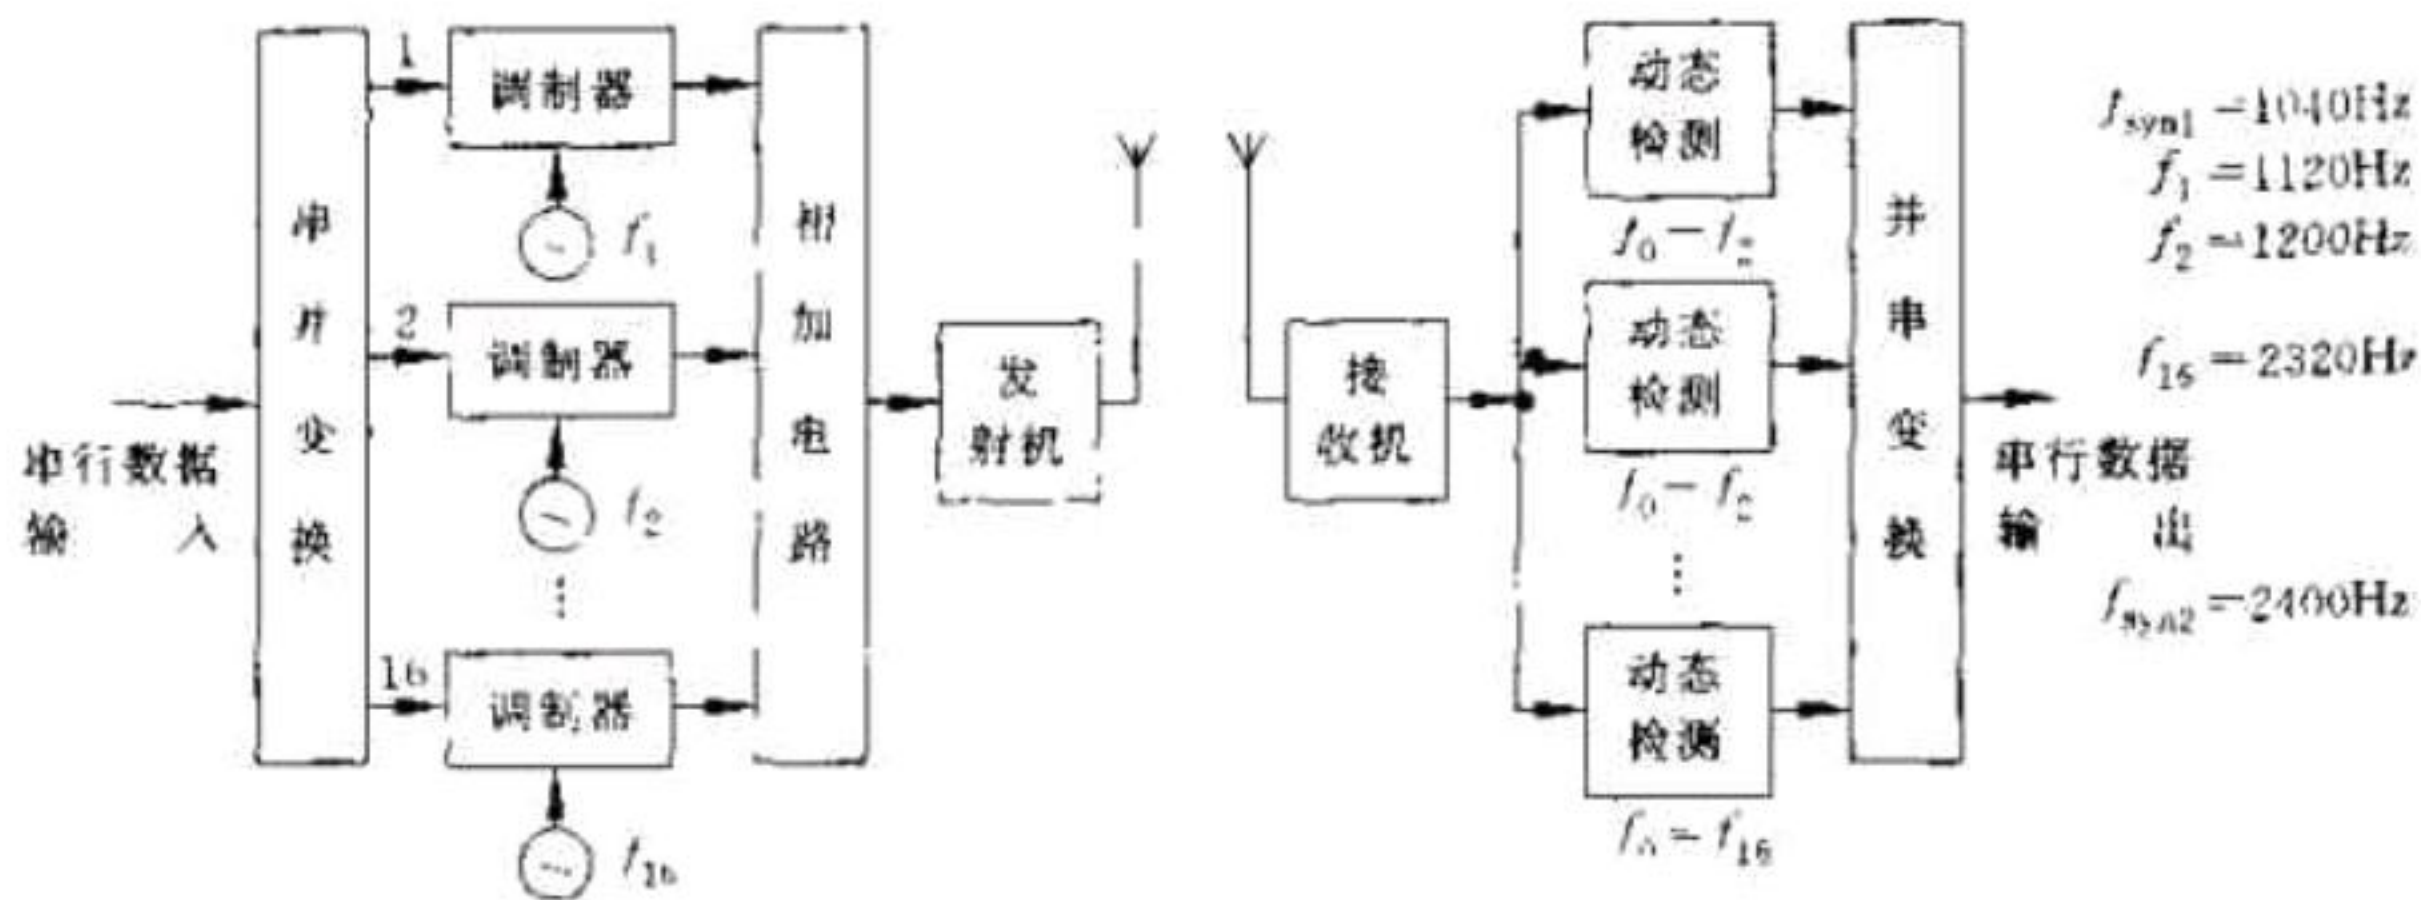 串并变换
1
调制器
f₁
2
调制器
f₂
⋮
16
调制器
f₁₆
相加电路
串行数据
输入
发
射机
接
收机
动态
检测
f₀-f₂
动态
检测
f₀-f₂
⋮
动态
检测
f₀=f₁₆
并串变换
串行数据
输出
fsyn1=1040Hz
f₁=1120Hz
f₂=1200Hz
f₁₆=2320Hz
fsyn2=2400Hz